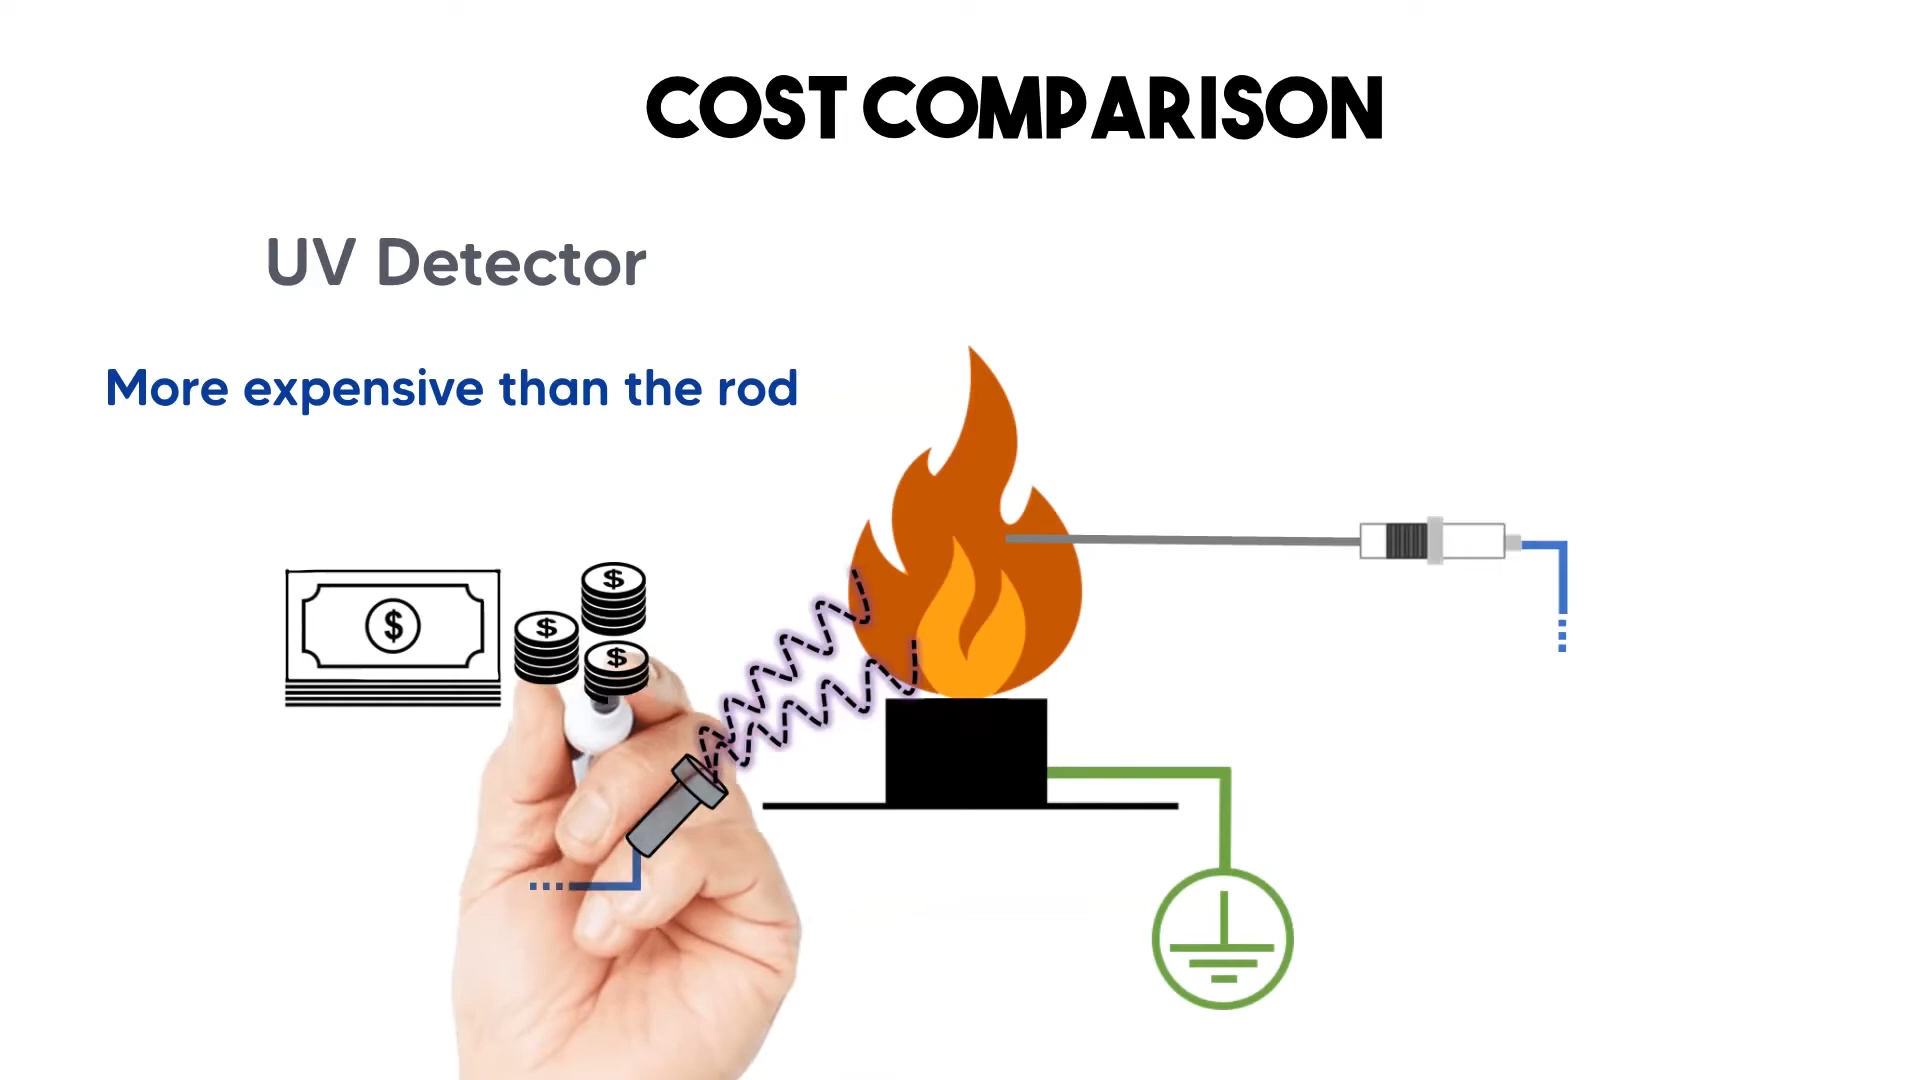 COST COMPARISON
UV Detector
More expensive than the rod
$
$
$
$